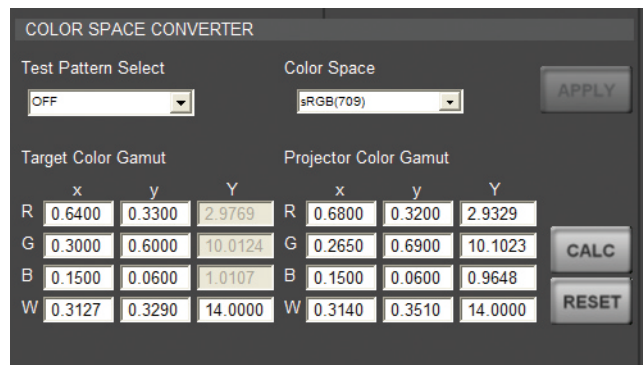 COLOR SPACE CONVERTER
Test Pattern Select Color Space
OFF sRGB(709) APPLY
Target Color Gamut Projector Color Gamut
x y Y x y Y
R 0.6400 0.3300 2.9769 R 0.6800 0.3200 2.9329
G 0.3000 0.6000 10.0124 G 0.2650 0.6900 10.1023 CALC
B 0.1500 0.0600 1.0107 B 0.1500 0.0600 0.9648
W 0.3127 0.3290 14.0000 W 0.3140 0.3510 14.0000 RESET